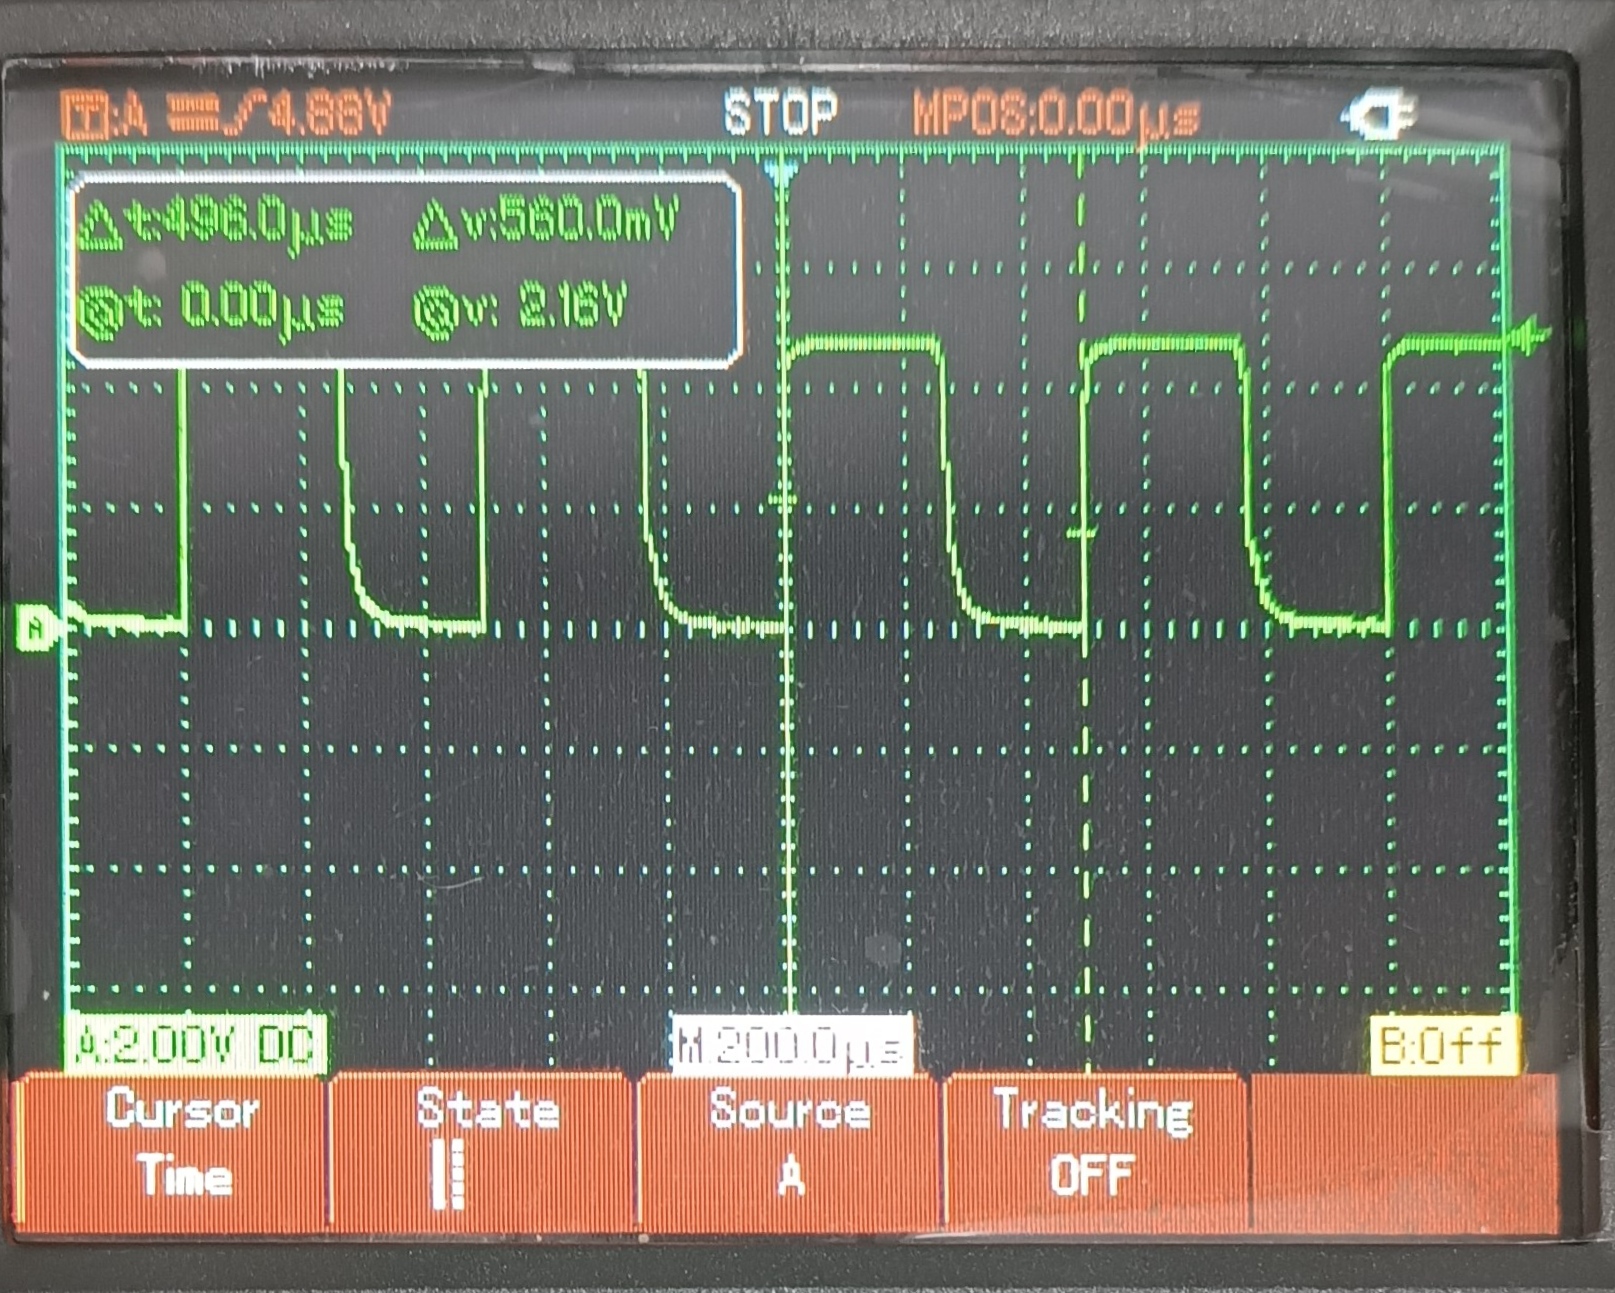 T:A 4.88V STOP MPOS:0.00μs
Δt:496.0μs Δv:560.0mV
@t: 0.00μs @v: 2.16V
A
A:2.00V DC M:200.0μs B:Off
Cursor State Source Tracking
Time A OFF